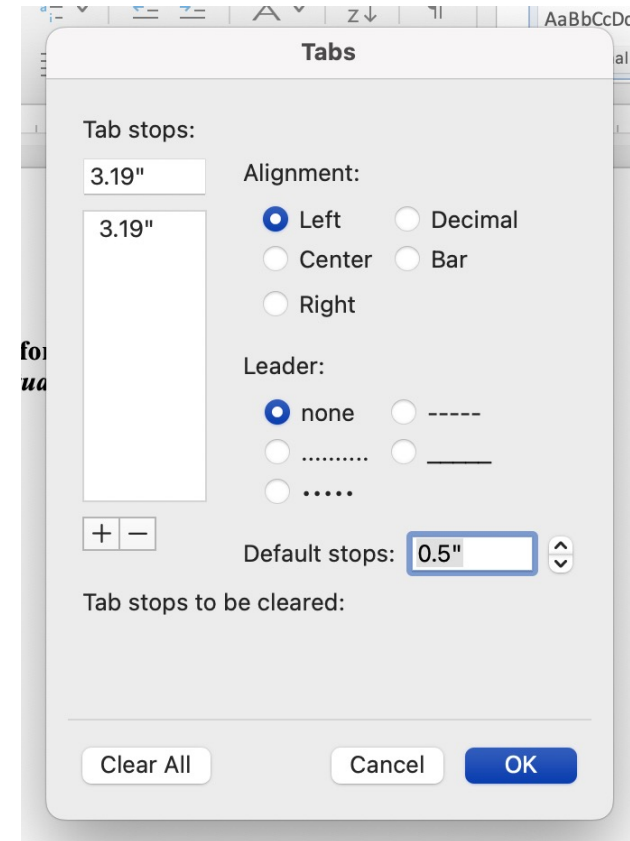 AaBbCcDc
Tabs
Tab stops:
3.19"
3.19"
Alignment:
Left
Decimal
Center
Bar
Right
Leader:
none
-----
..........
_____
•••••
+ −
Default stops: 0.5"
Tab stops to be cleared:
Clear All
Cancel
OK